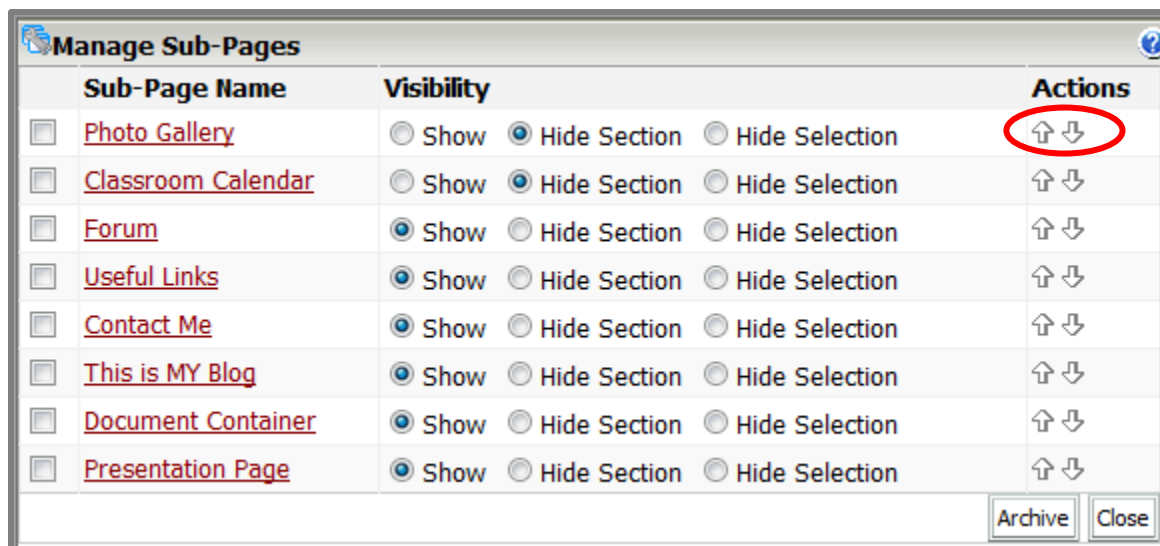 Manage Sub-Pages ?
Sub-Page Name Visibility Actions
Photo Gallery Show Hide Section Hide Selection
Classroom Calendar Show Hide Section Hide Selection
Forum Show Hide Section Hide Selection
Useful Links Show Hide Section Hide Selection
Contact Me Show Hide Section Hide Selection
This is MY Blog Show Hide Section Hide Selection
Document Container Show Hide Section Hide Selection
Presentation Page Show Hide Section Hide Selection
Archive Close